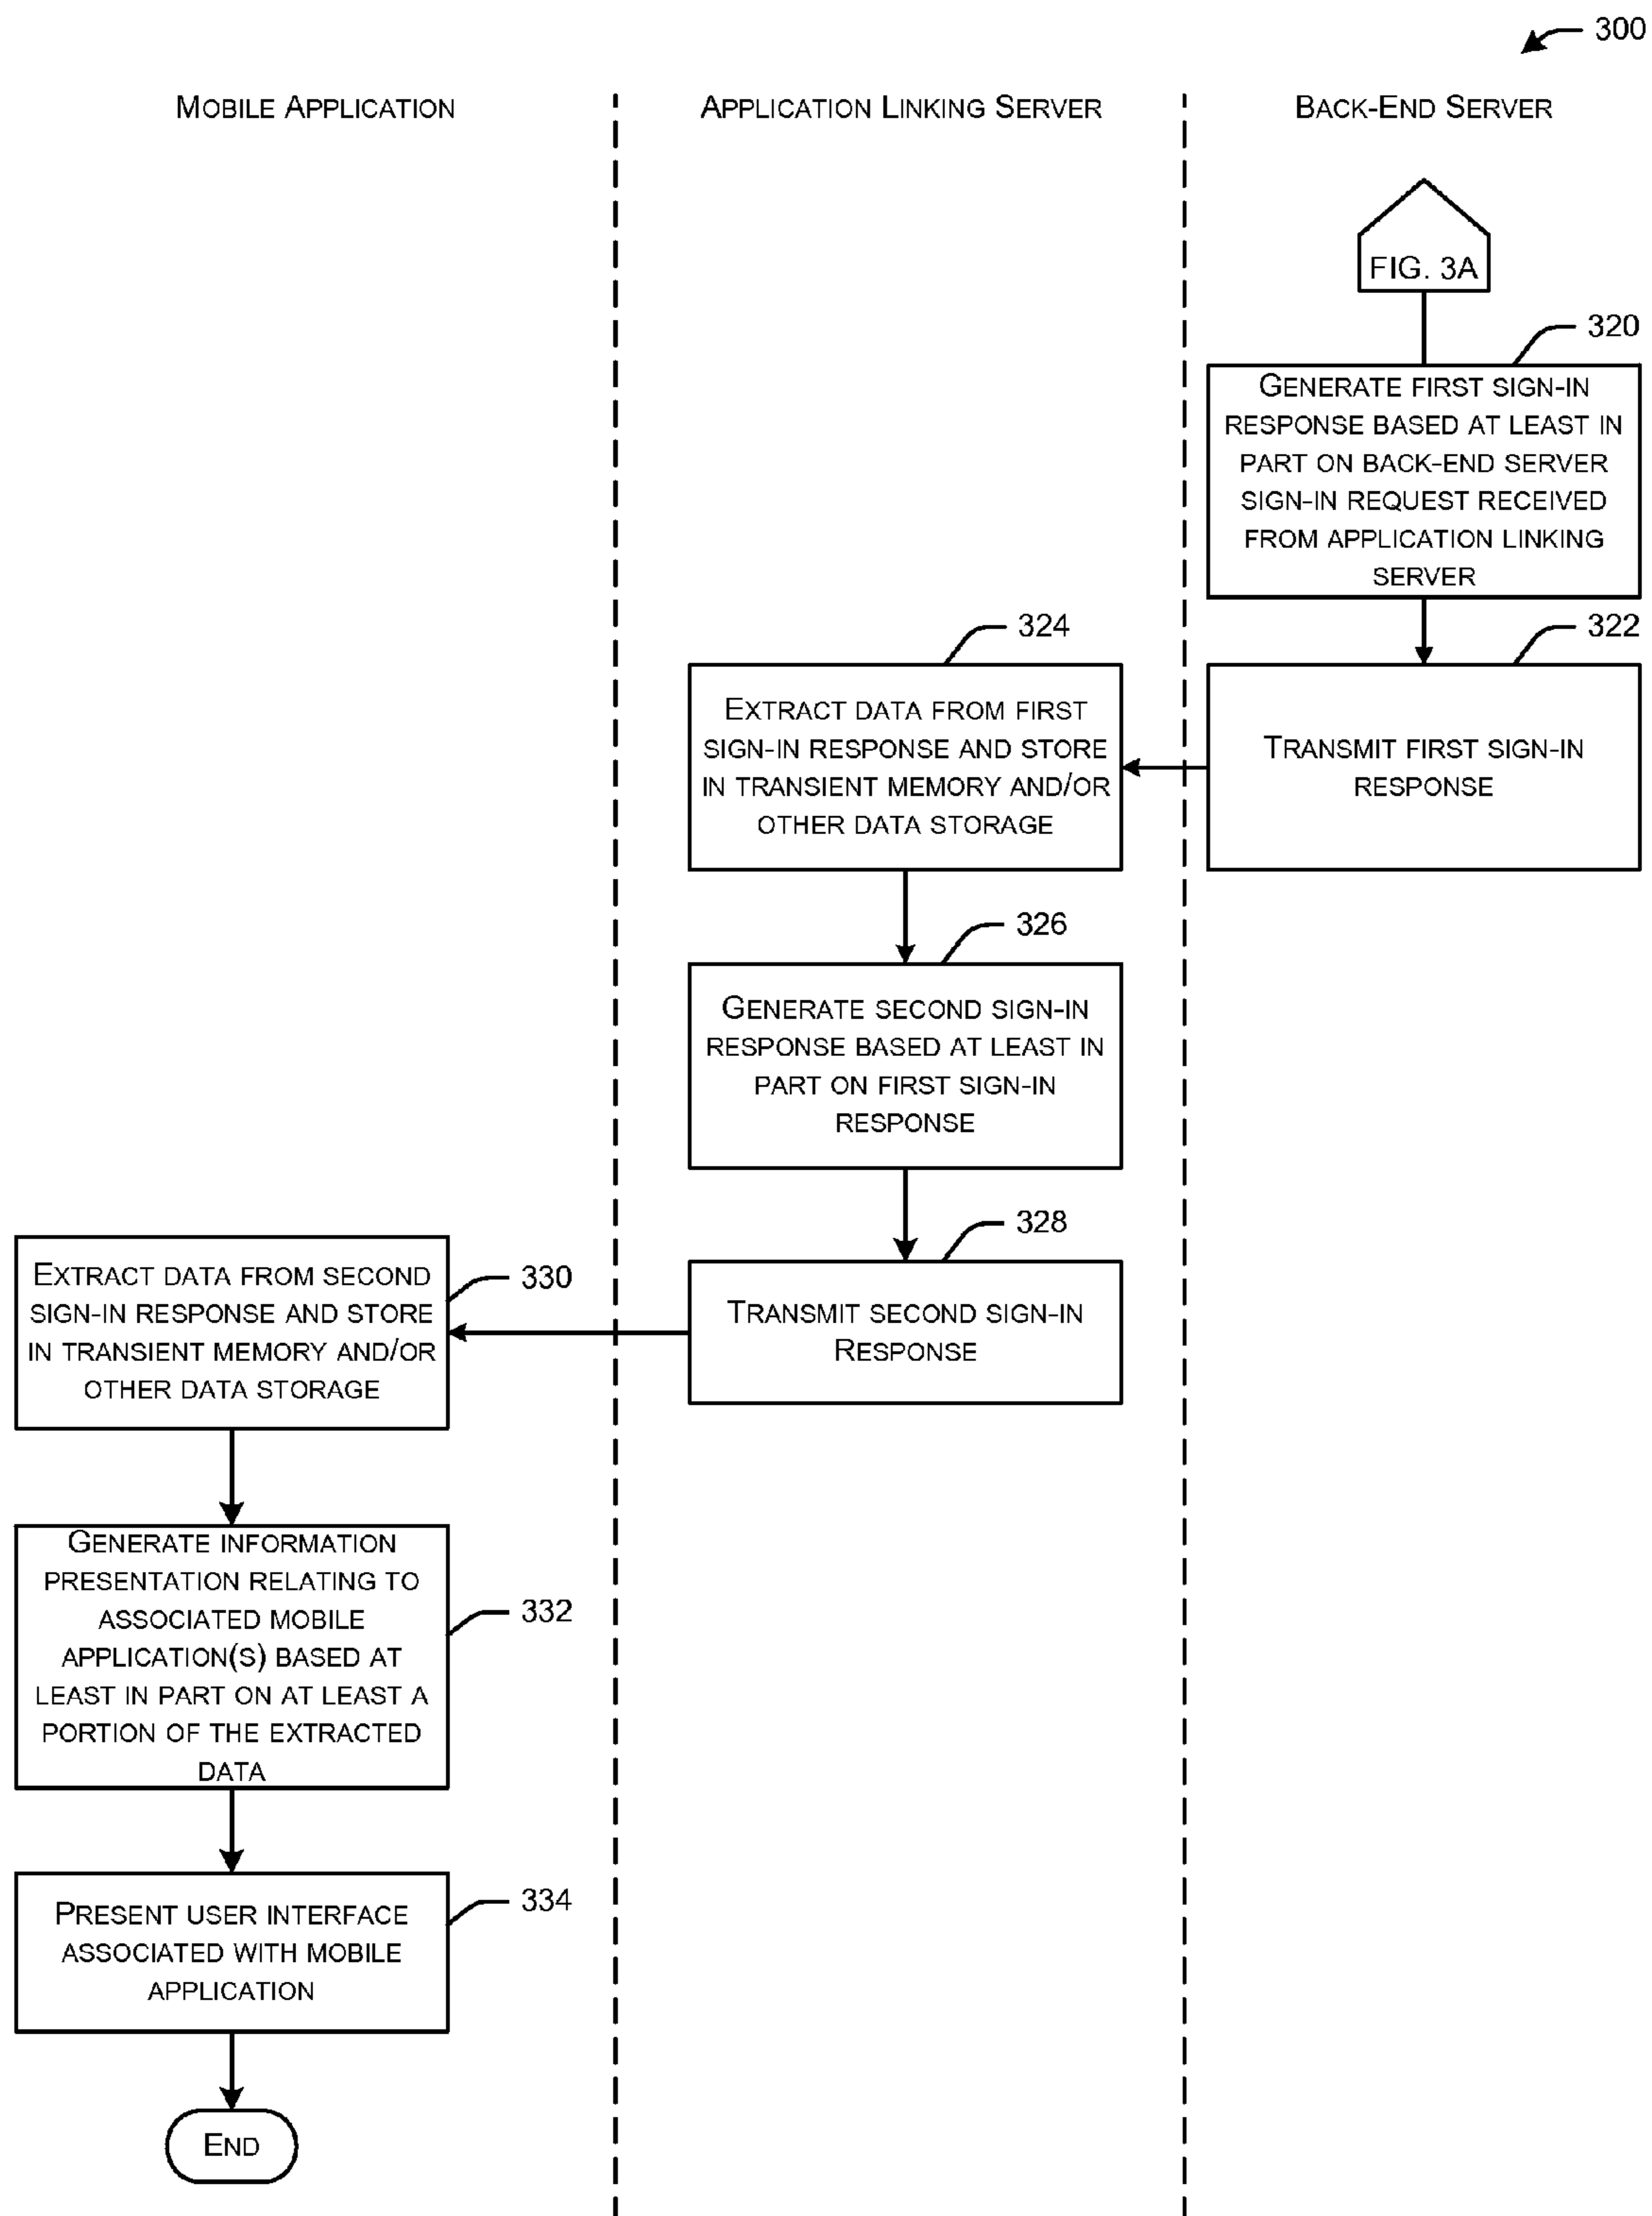 300
MOBILE APPLICATION
APPLICATION LINKING SERVER
BACK-END SERVER
FIG. 3A
320
GENERATE FIRST SIGN-IN
RESPONSE BASED AT LEAST IN
PART ON BACK-END SERVER
SIGN-IN REQUEST RECEIVED
FROM APPLICATION LINKING
SERVER
322
TRANSMIT FIRST SIGN-IN
RESPONSE
324
EXTRACT DATA FROM FIRST
SIGN-IN RESPONSE AND STORE
IN TRANSIENT MEMORY AND/OR
OTHER DATA STORAGE
326
GENERATE SECOND SIGN-IN
RESPONSE BASED AT LEAST IN
PART ON FIRST SIGN-IN
RESPONSE
328
TRANSMIT SECOND SIGN-IN
RESPONSE
330
EXTRACT DATA FROM SECOND
SIGN-IN RESPONSE AND STORE
IN TRANSIENT MEMORY AND/OR
OTHER DATA STORAGE
332
GENERATE INFORMATION
PRESENTATION RELATING TO
ASSOCIATED MOBILE
APPLICATION(S) BASED AT
LEAST IN PART ON AT LEAST A
PORTION OF THE EXTRACTED
DATA
334
PRESENT USER INTERFACE
ASSOCIATED WITH MOBILE
APPLICATION
END